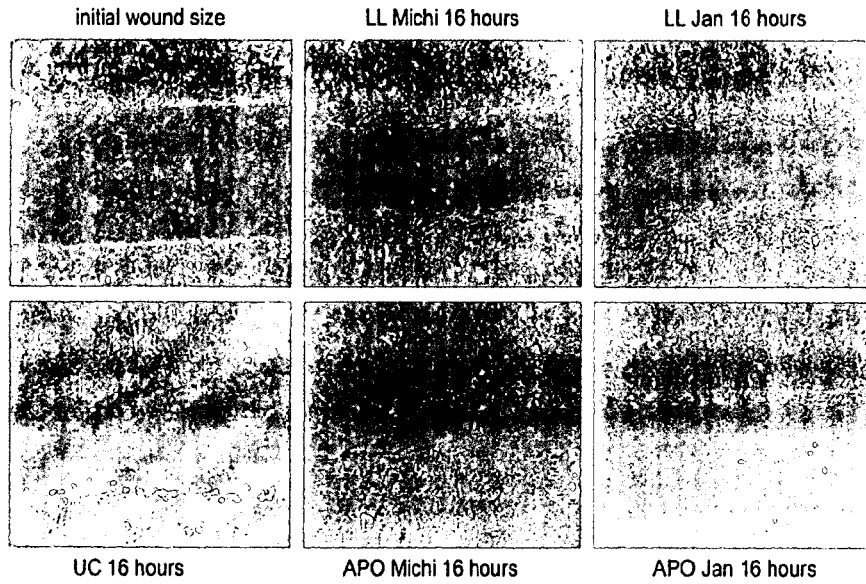 initial wound size
LL Michi 16 hours
LL Jan 16 hours
UC 16 hours
APO Michi 16 hours
APO Jan 16 hours